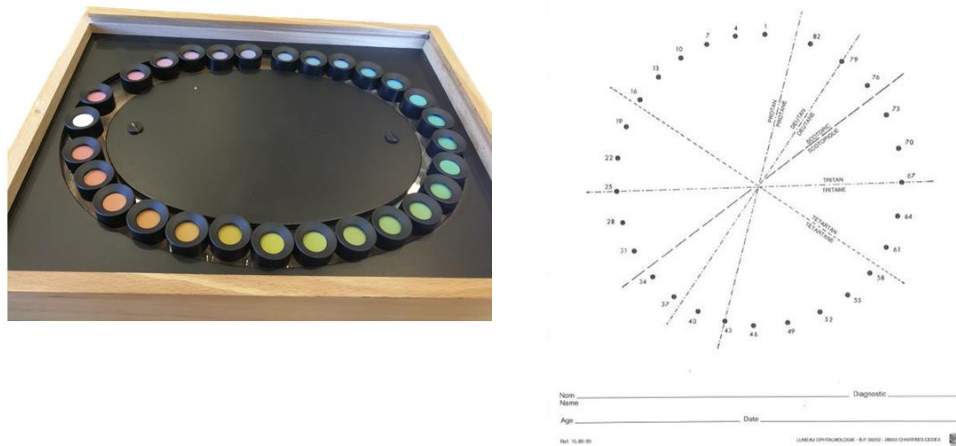 1
4
7
10
13
16
19
22
25
28
31
34
37
40
43
46
49
52
55
58
61
64
67
70
73
76
79
82
PROTAN
PROTANE
DEUTAN
DEUTANE
SCOTOPIC
SCOTOPIQUE
TRITAN
TRITANE
TETARTAN
TETARTANE
Nom Diagnostic
Name
Age Date
LUNEAU OPHTALMOLOGIE - B.P.
CHARTRES CEDEX